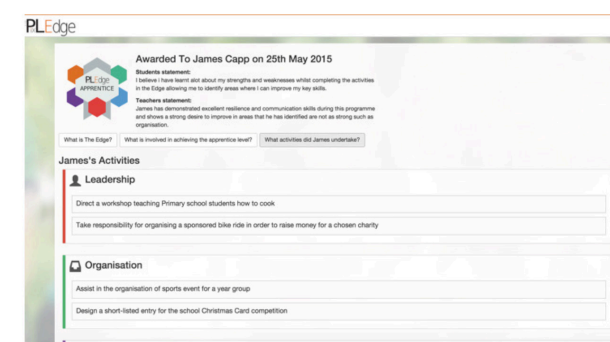 PLEdge
Awarded To James Capp on 25th May 2015
Students statement:
I believe i have learnt alot about my strengths and weaknesses whilst completing the activities
in the Edge allowing me to identify areas where I can improve my key skills.
PLEdge
APPRENTICE
Teachers statement:
James has demonstrated excellent resilience and communication skills during this programme
and shows a strong desire to improve in areas that he has identified are not as strong such as
organisation.
What is The Edge? What is involved in achieving the apprentice level? What activities did James undertake?
James's Activities
Leadership
Direct a workshop teaching Primary school students how to cook
Take responsibility for organising a sponsored bike ride in order to raise money for a chosen charity
Organisation
Assist in the organisation of sports event for a year group
Design a short-listed entry for the school Christmas Card competition